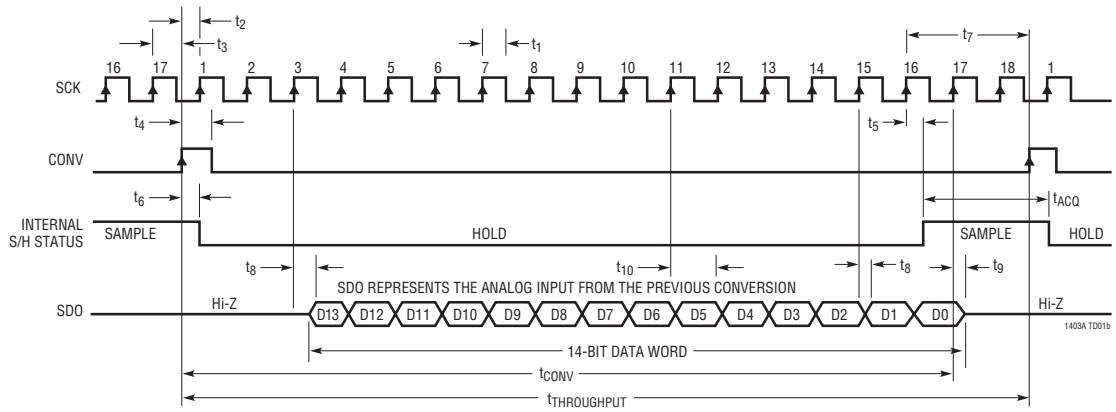 t2
t3
t1
t7
16 17 1 2 3 4 5 6 7 8 9 10 11 12 13 14 15 16 17 18 1
SCK
t4
t5
CONV
t6
tACQ
INTERNAL
S/H STATUS
SAMPLE HOLD SAMPLE HOLD
t8 t10 t8 t9
SDO REPRESENTS THE ANALOG INPUT FROM THE PREVIOUS CONVERSION
Hi-Z Hi-Z
SDO D13 D12 D11 D10 D9 D8 D7 D6 D5 D4 D3 D2 D1 D0
1403A TD01b
14-BIT DATA WORD
tCONV
tTHROUGHPUT